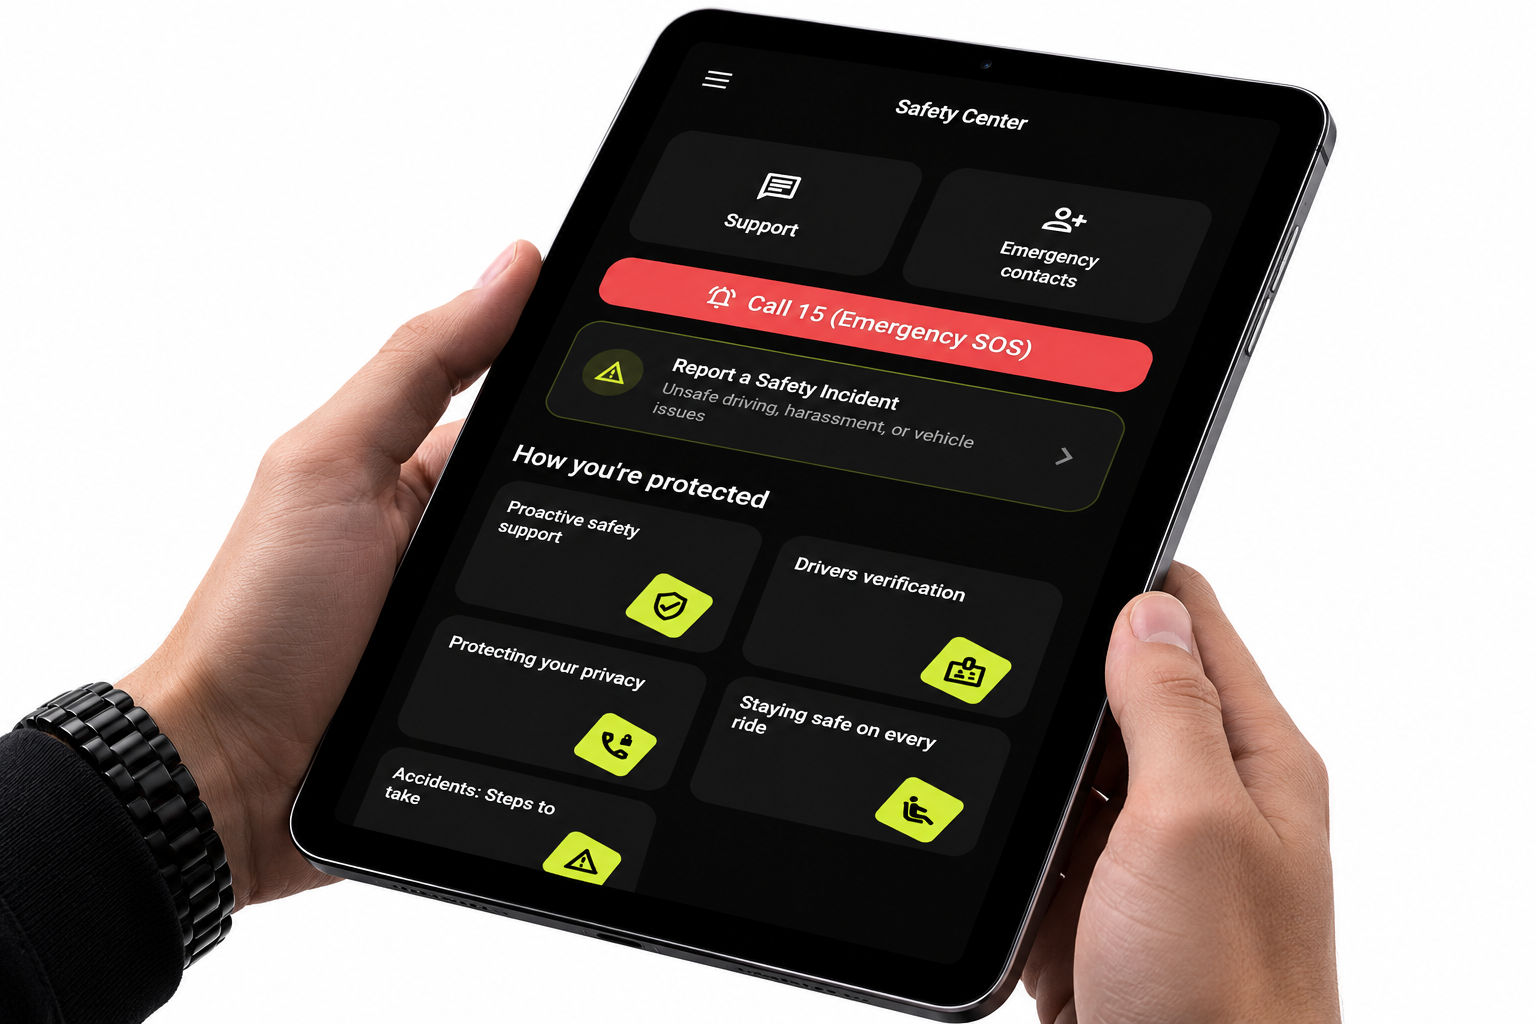 Safety Center
Support
Emergency
contacts
Call 15 (Emergency SOS)
Report a Safety Incident
Unsafe driving, harassment, or vehicle
issues
How you're protected
Proactive safety
support
Drivers verification
Protecting your privacy
Staying safe on every
ride
Accidents: Steps to
take